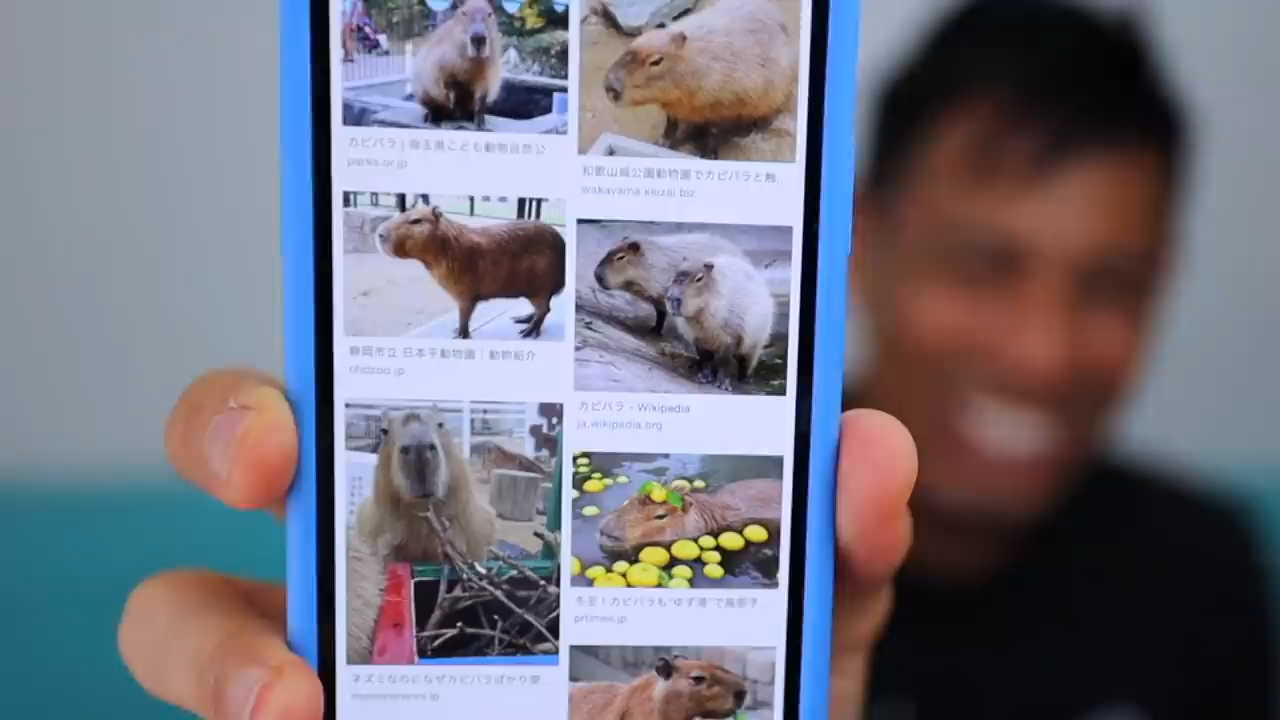 カピバラ | 埼玉県こども動物自然公
parks.or.jp
和歌山城公園動物園でカピバラと触...
wakayama.keizai.biz
静岡市立 日本平動物園｜動物紹介
nhdzoo.jp
カピバラ - Wikipedia
ja.wikipedia.org
冬至！カピバラも"ゆず湯"で
prtimes.jp
ネズミなのになぜカピバラばかり愛